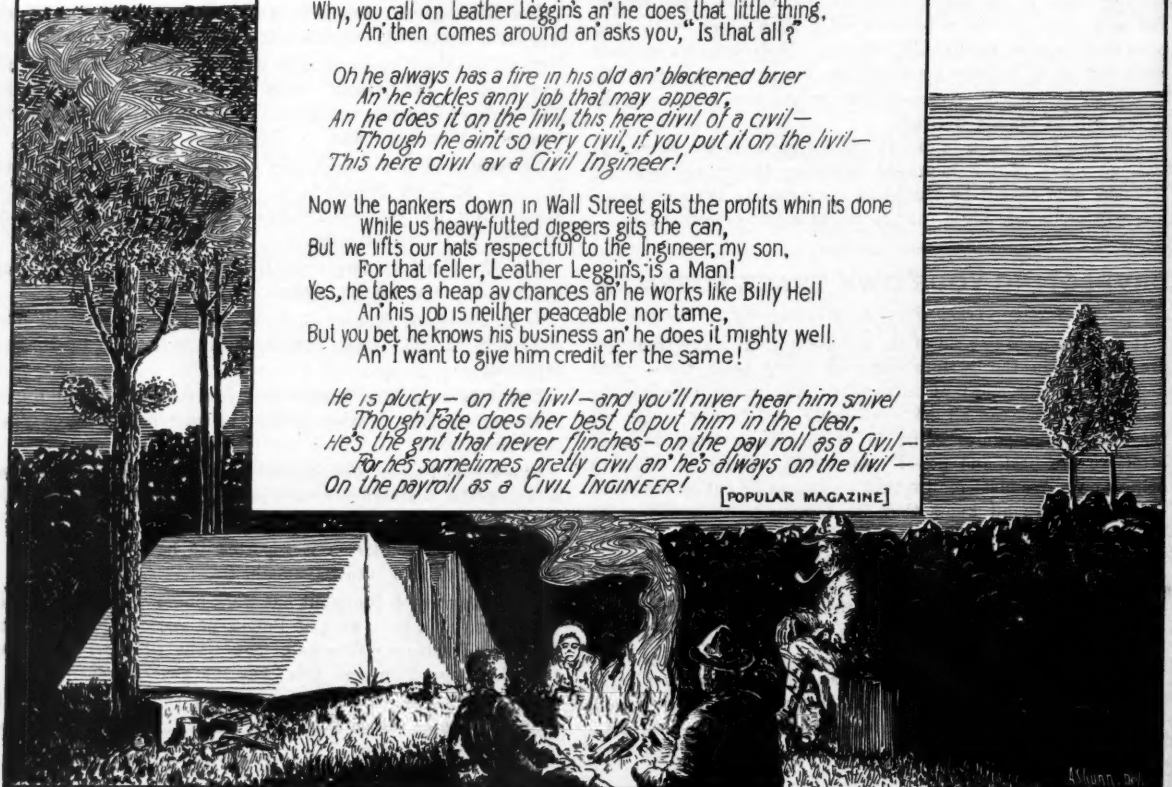 Why, you call on Leather Leggin's an' he does that little thing,
An' then comes around an' asks you, "Is that all?"
Oh he always has a fire in his old an' blackened brier
An' he tackles anny job that may appear,
An he does it on the livil, this here divil of a civil—
Though he ain't so very civil, if you put it on the livil—
This here divil av a Civil Ingineer!
Now the bankers down in Wall Street gits the profits whin its done
While us heavy-futted diggers gits the can,
But we lifts our hats respectful to the Ingineer, my son,
For that feller, Leather Leggin's, is a Man!
Yes, he takes a heap av chances an' he works like Billy Hell
An' his job is neither peaceable nor tame,
But you bet he knows his business an' he does it mighty well.
An' I want to give him credit fer the same!
He is plucky— on the livil—and you'll niver hear him snivel
Though Fate does her best to put him in the clear,
He's the grit that never flinches— on the pay roll as a Civil—
For he's sometimes pretty civil an' he's always on the livil—
On the payroll as a CIVIL INGINEER!
[POPULAR MAGAZINE]